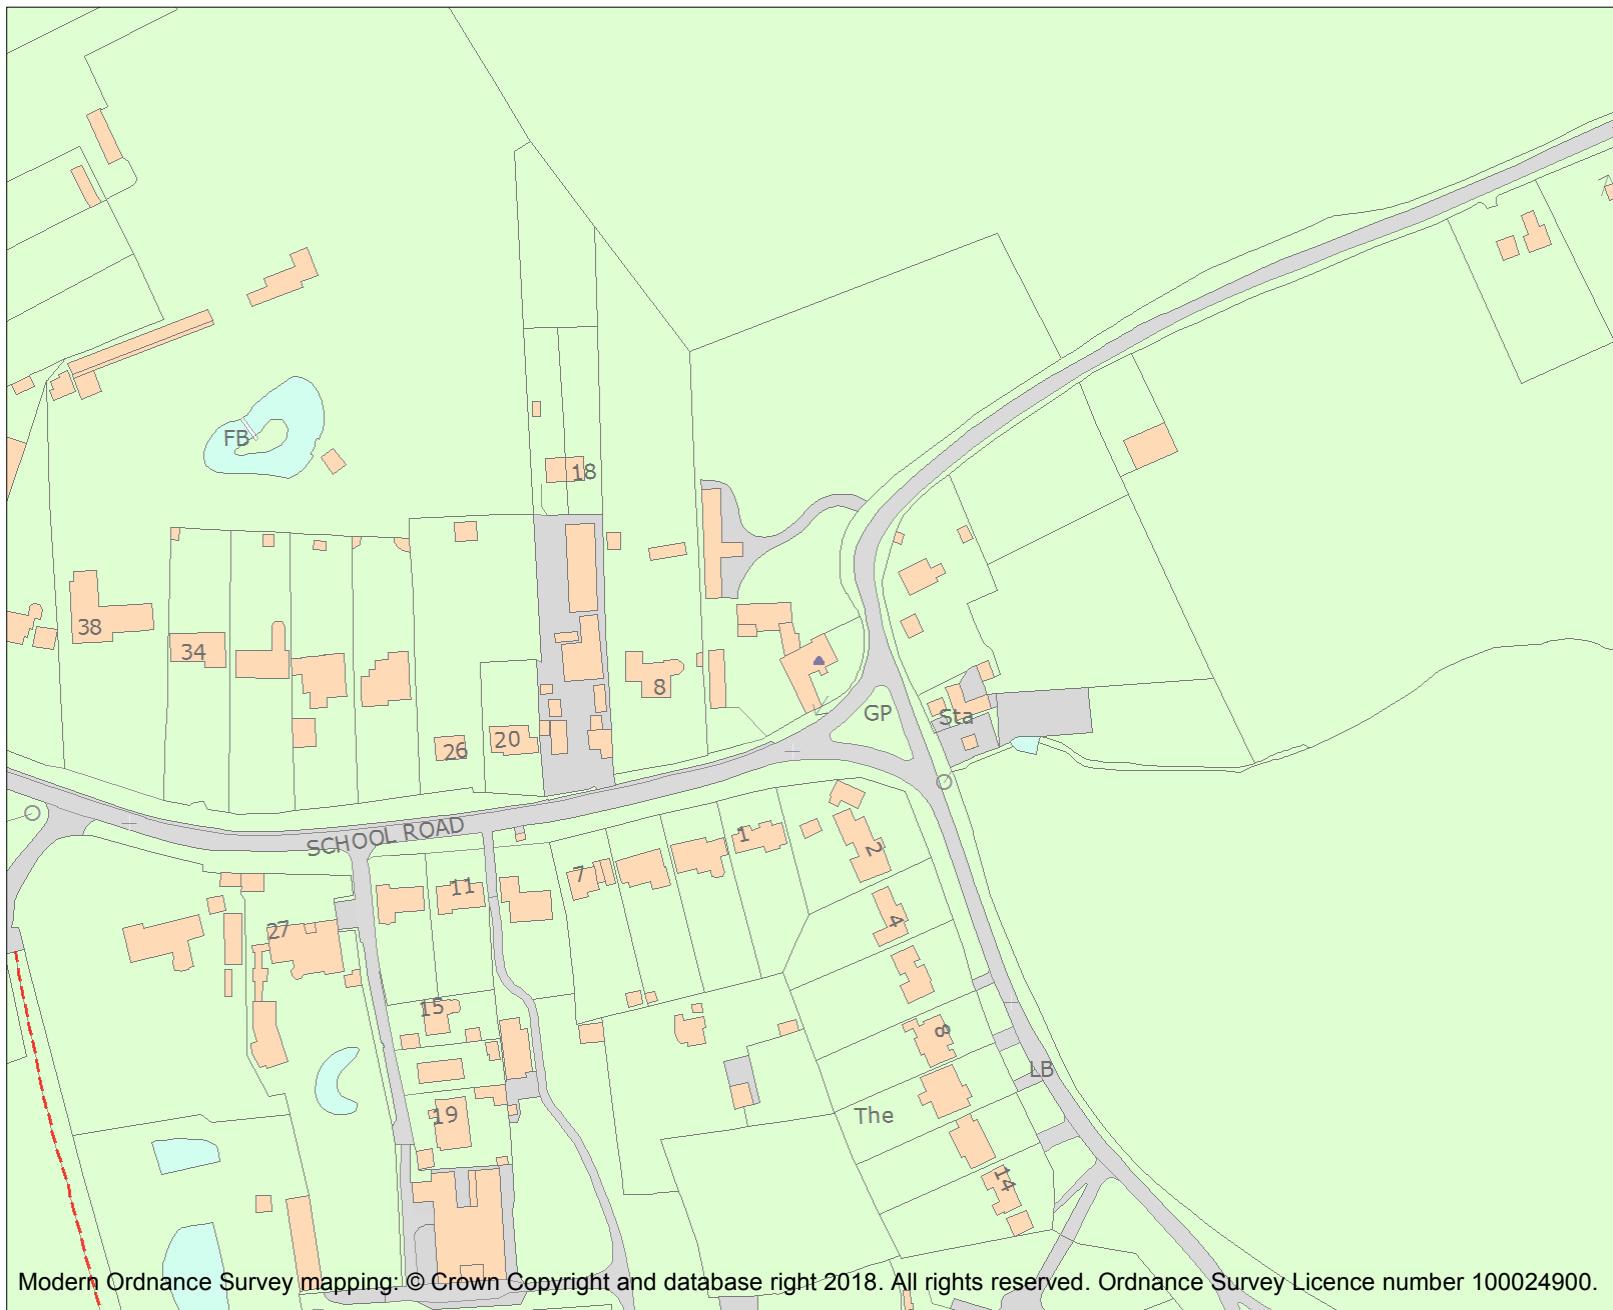 FB
18
38
34
8
GP
Sta
20
26
SCHOOL ROAD
1
2
7
11
4
27
15
8
LB
The
19
14
Modern Ordnance Survey mapping: © Crown Copyright and database right 2018. All rights reserved. Ordnance Survey Licence number 100024900.